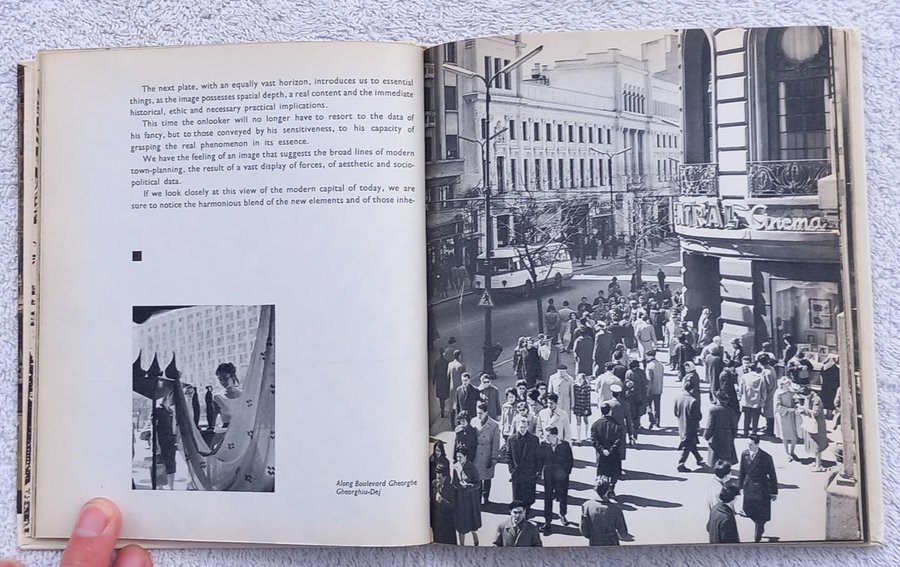 The next plate, with an equally vast horizon, introduces us to essential
things, as the image possesses spatial depth, a real content and the immediate
historical, ethic and necessary practical implications.
This time the onlooker will no longer have to resort to the data of
his fancy, but to those conveyed by his sensitiveness, to his capacity of
grasping the real phenomenon in its essence.
We have the feeling of an image that suggests the broad lines of modern
town-planning, the result of a vast display of forces, of aesthetic and socio-
political data.
If we look closely at this view of the modern capital of today, we are
sure to notice the harmonious blend of the new elements and of those inhe-
Along Boulevard Gheorghe
Gheorghiu-Dej
Cinema